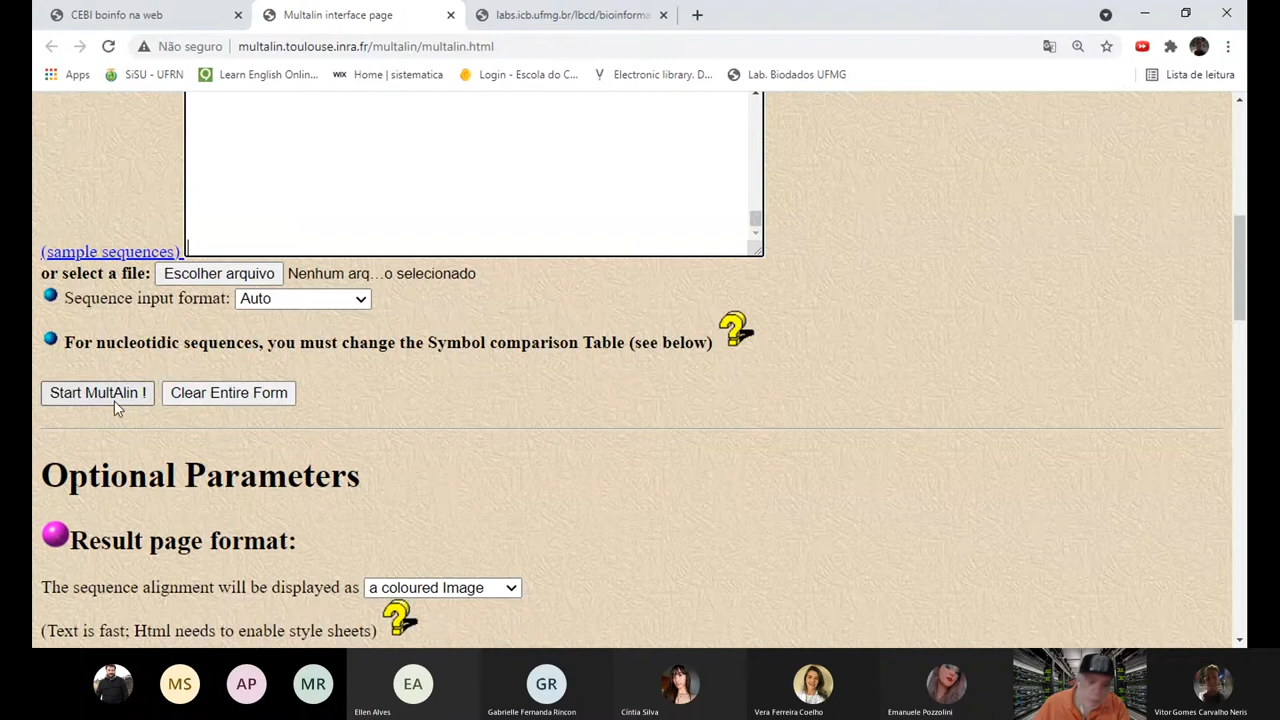 CEBI boinfo na web
Multalin interface page
labs.icb.ufmg.br/lbcd/bioinforma
Não seguro
multalin.toulouse.inra.fr/multalin/multalin.html
Apps
SiSU - UFRN
Learn English Online...
WIX
Home | sistematica
Login - Escola do C...
Electronic library. D...
Lab. Biodados UFMG
Lista de leitura
(sample sequences)
or select a file: Escolher arquivo Nenhum arq...o selecionado
Sequence input format: Auto
For nucleotidic sequences, you must change the Symbol comparison Table (see below)
Start MultAlin !
Clear Entire Form
Optional Parameters
Result page format:
The sequence alignment will be displayed as a coloured Image
(Text is fast; Html needs to enable style sheets)
MS
AP
MR
EA
GR
Ellen Alves
Gabrielle Fernanda Rincon
Cíntia Silva
Vera Ferreira Coelho
Emanuele Pozzolini
Vitor Gomes Carvalho Neris